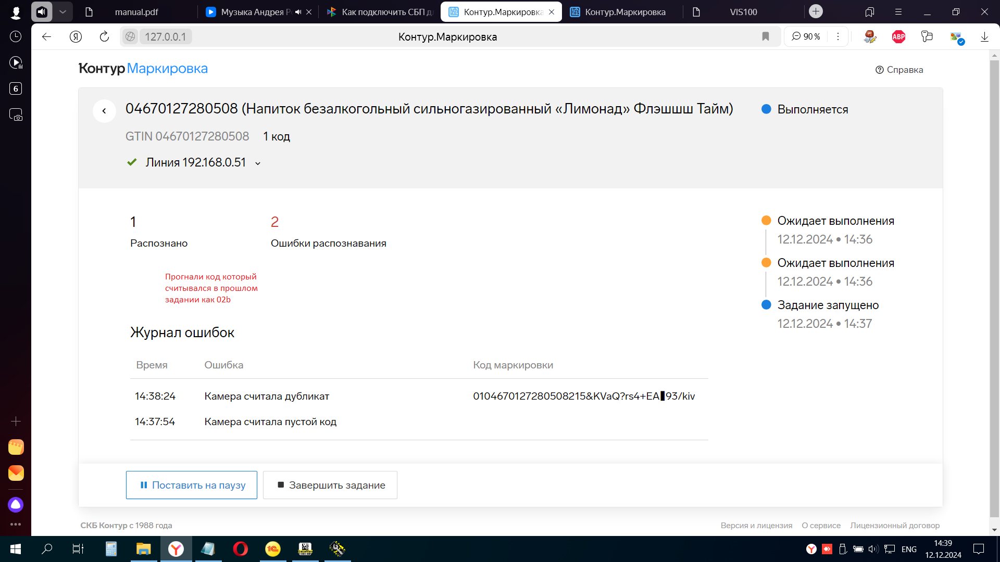 manual.pdf
Музыка Андрея Р
Как подключить СБП д
Контур.Маркировка
Контур.Маркировка
VIS100
127.0.0.1
Контур.Маркировка
90 %
ABP
6
Контур Маркировка
Справка
04670127280508 (Напиток безалкогольный сильногазированный «Лимонад» Флэшшш Тайм)
Выполняется
GTIN 04670127280508 1 код
Линия 192.168.0.51
1
Распознано
2
Ошибки распознавания
Ожидает выполнения
12.12.2024 • 14:36
Ожидает выполнения
12.12.2024 • 14:36
Задание запущено
12.12.2024 • 14:37
Прогнали код который
считывался в прошлом
задании как 02b
Журнал ошибок
Время Ошибка Код маркировки
14:38:24 Камера считала дубликат 0104670127280508215&KVaQ?rs4+EA▮93/kiv
14:37:54 Камера считала пустой код
Поставить на паузу
Завершить задание
СКБ Контур с 1988 года
Версия и лицензия О сервисе Лицензионный договор
ENG
14:39
12.12.2024